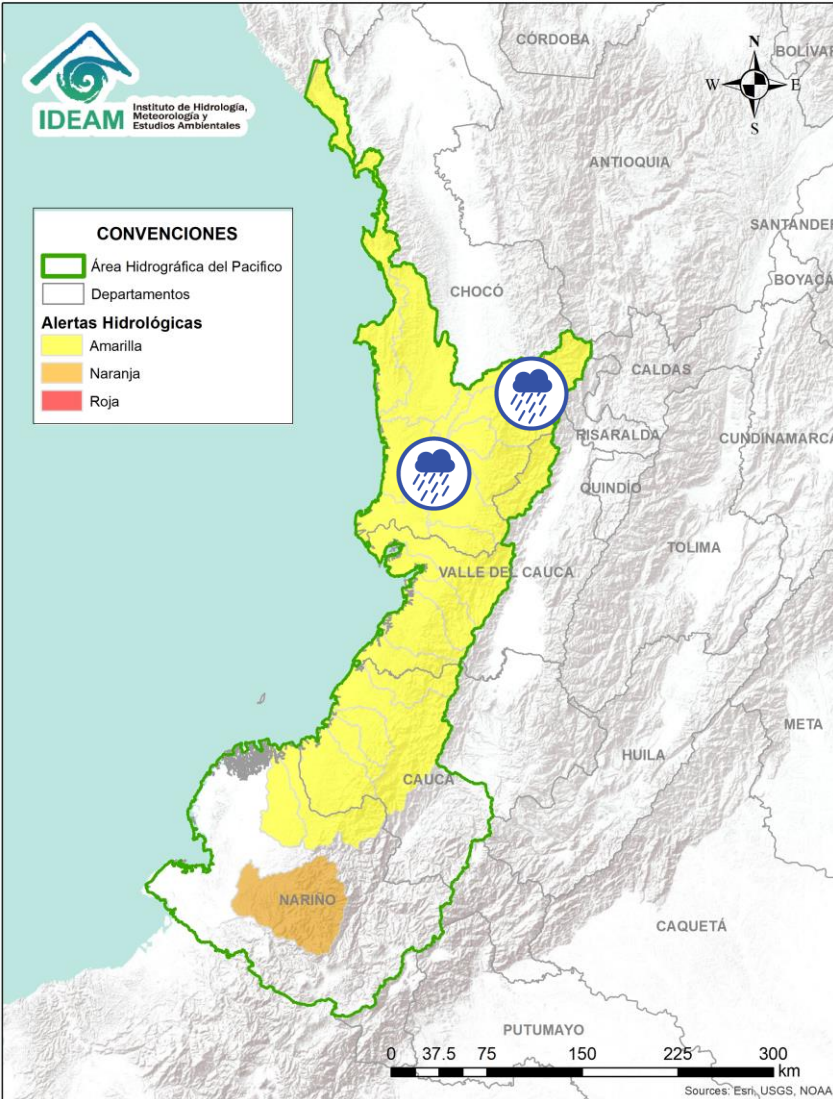 IDEAM
Instituto de Hidrología,
Meteorología y
Estudios Ambientales
N
W
E
S
CÓRDOBA
BOLÍVAR
ANTIOQUIA
SANTANDER
BOYACÁ
CONVENCIONES
Área Hidrográfica del Pacifico
Departamentos
Alertas Hidrológicas
Amarilla
Naranja
Roja
CHOCÓ
CALDAS
RISARALDA
CUNDINAMARCA
QUINDÍO
TOLIMA
VALLE DEL CAUCA
META
HUILA
CAUCA
NARIÑO
CAQUETÁ
PUTUMAYO
0 37.5 75 150 225 300
km
Sources: Esri, USGS, NOAA